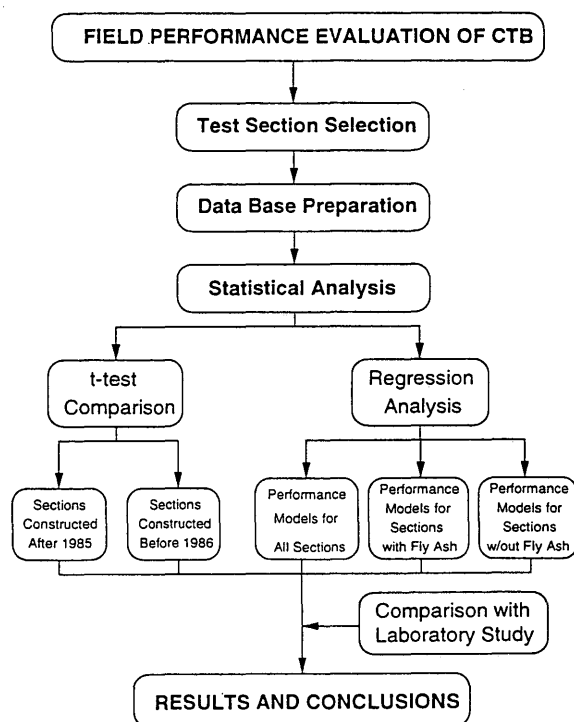 FIELD PERFORMANCE EVALUATION OF CTB
Test Section Selection
Data Base Preparation
Statistical Analysis
t-test
Comparison
Regression
Analysis
Sections
Constructed
After 1985
Sections
Constructed
Before 1986
Performance
Models for
All Sections
Performance
Models for
Sections
with Fly Ash
Performance
Models for
Sections
w/out Fly Ash
Comparison with
Laboratory Study
RESULTS AND CONCLUSIONS